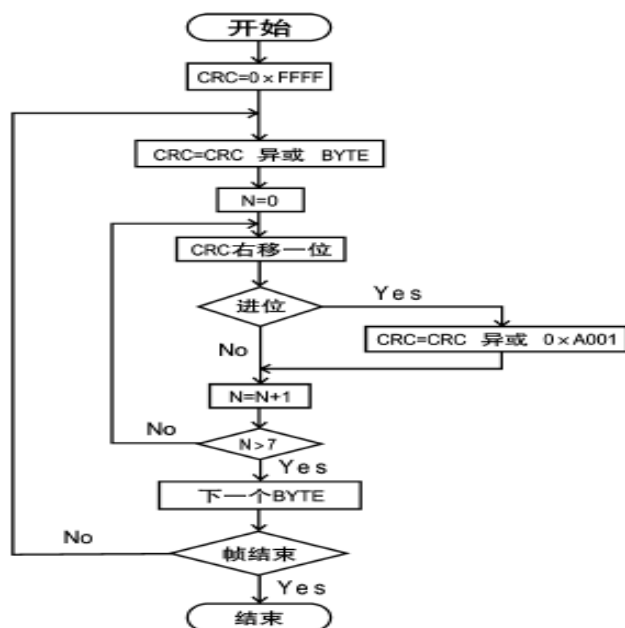 开始
CRC=0×FFFF
CRC=CRC 异或 BYTE
N=0
CRC右移一位
进位
Yes
CRC=CRC 异或 0×A001
No
N=N+1
No
N>7
Yes
下一个BYTE
No
帧结束
Yes
结束